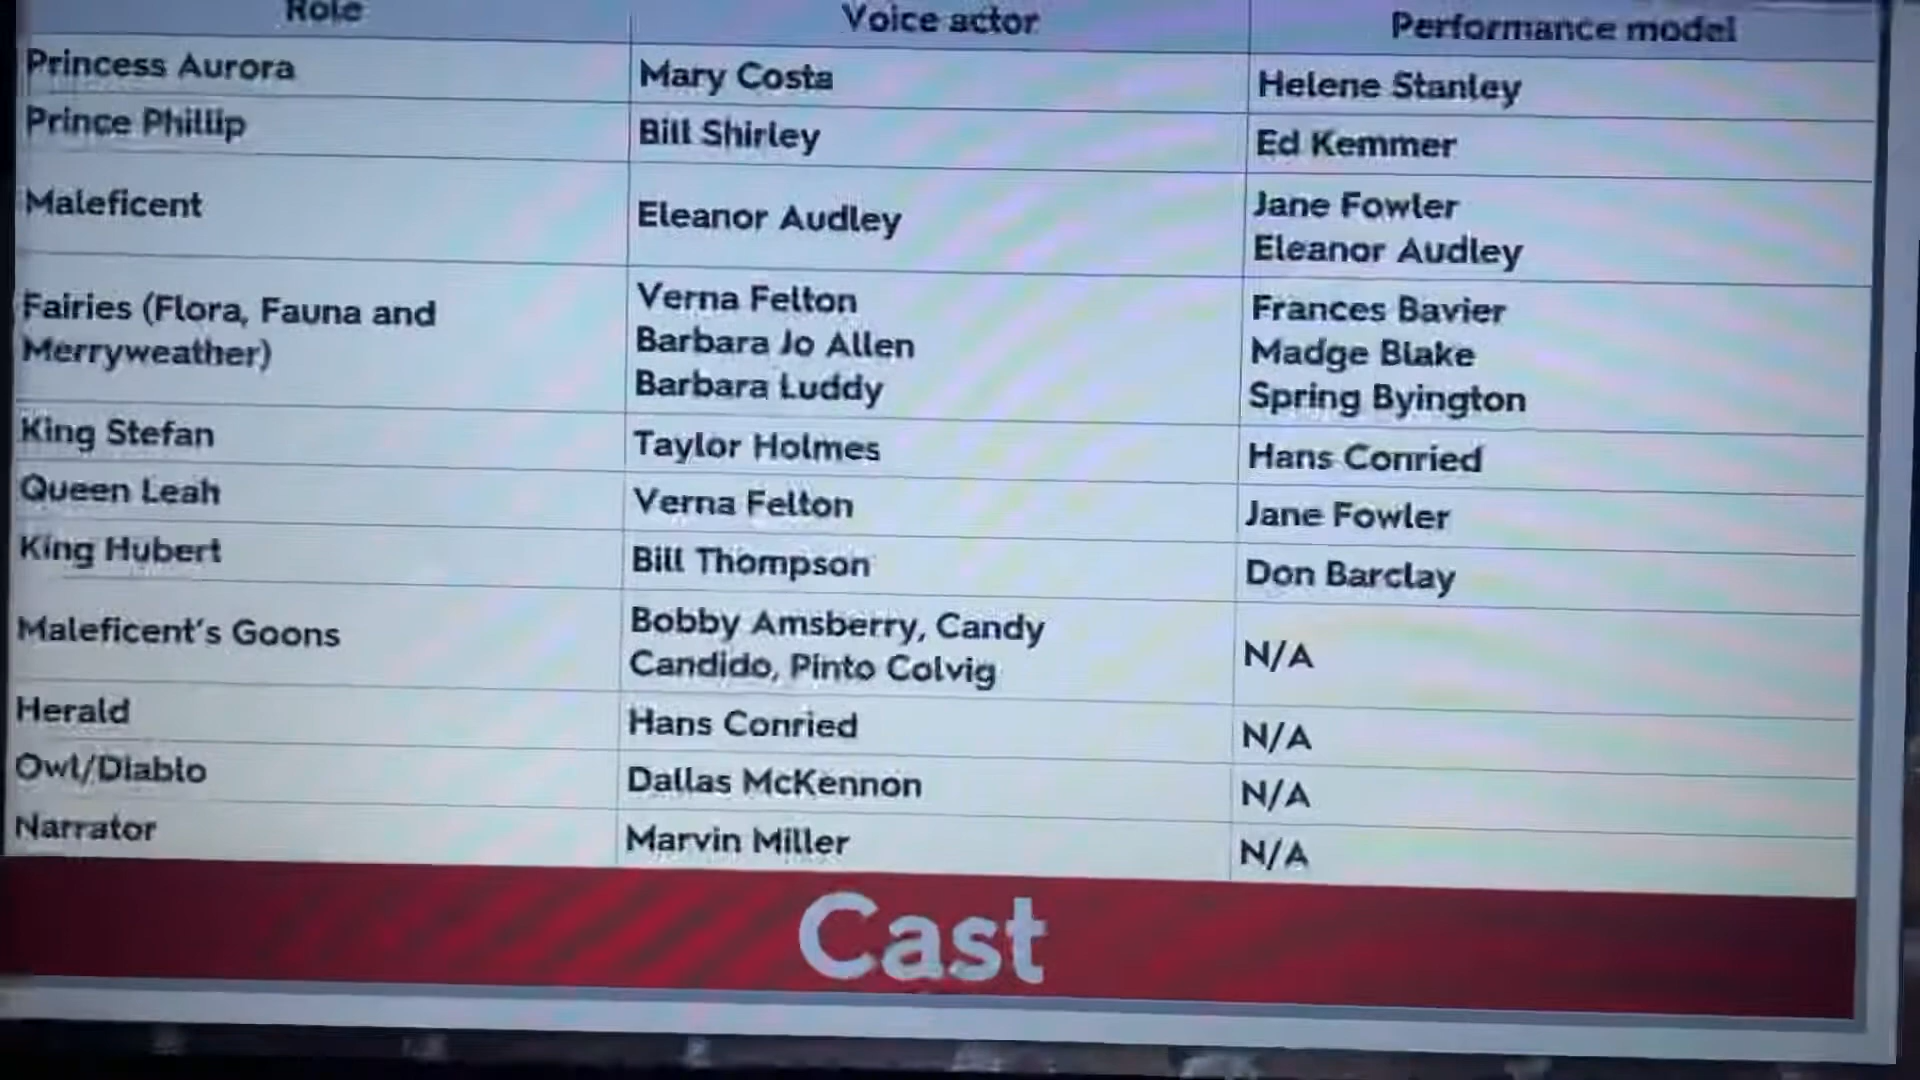 Role Voice actor Performance model
Princess Aurora Mary Costa Helene Stanley
Prince Phillip Bill Shirley Ed Kemmer
Maleficent Eleanor Audley Jane Fowler
Eleanor Audley
Fairies (Flora, Fauna and
Merryweather)
Verna Felton
Barbara Jo Allen
Barbara Luddy
Frances Bavier
Madge Blake
Spring Byington
King Stefan Taylor Holmes Hans Conried
Queen Leah Verna Felton Jane Fowler
King Hubert Bill Thompson Don Barclay
Maleficent's Goons
Bobby Amsberry, Candy
Candido, Pinto Colvig
N/A
Herald Hans Conried N/A
Owl/Diablo Dallas McKennon N/A
Narrator Marvin Miller N/A
Cast